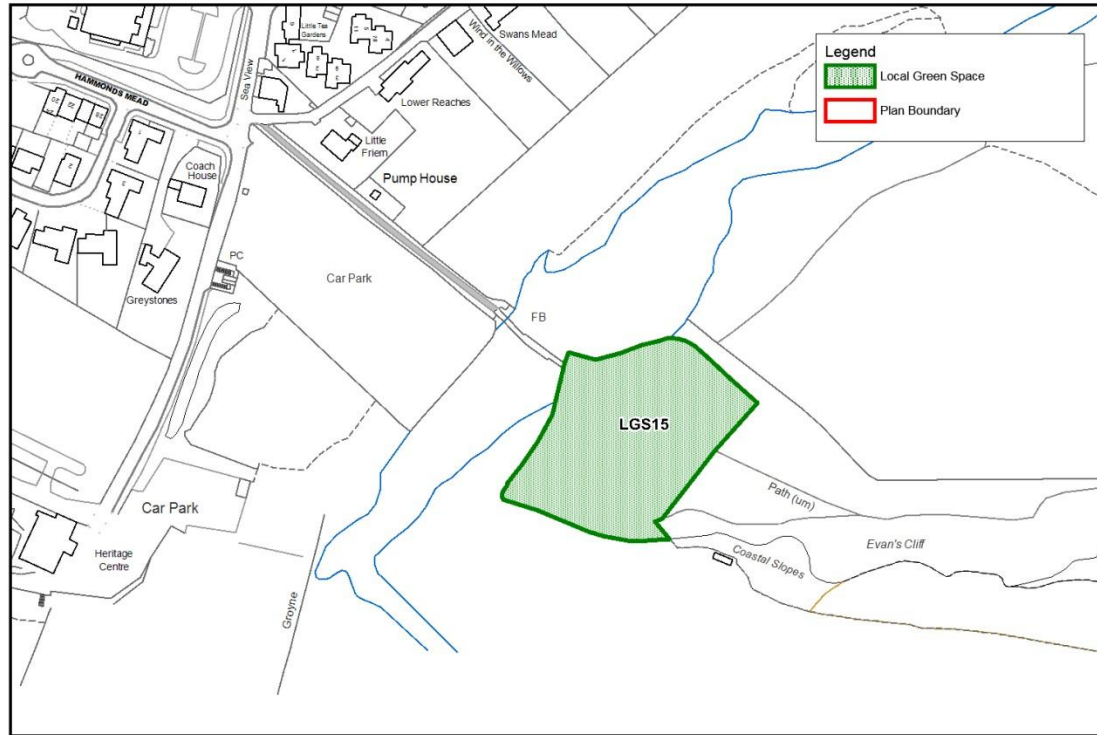 Legend
Local Green Space
Plan Boundary
Little Tea
Gardens
Swans Mead
Wind in the Willows
Sea View
HAMMONDS MEAD
Lower Reaches
Little
Friern
Pump House
Coach
House
PC
Greystones
Car Park
FB
LGS15
Path (um)
Evan's Cliff
Coastal Slopes
Car Park
Heritage
Centre
Groyne